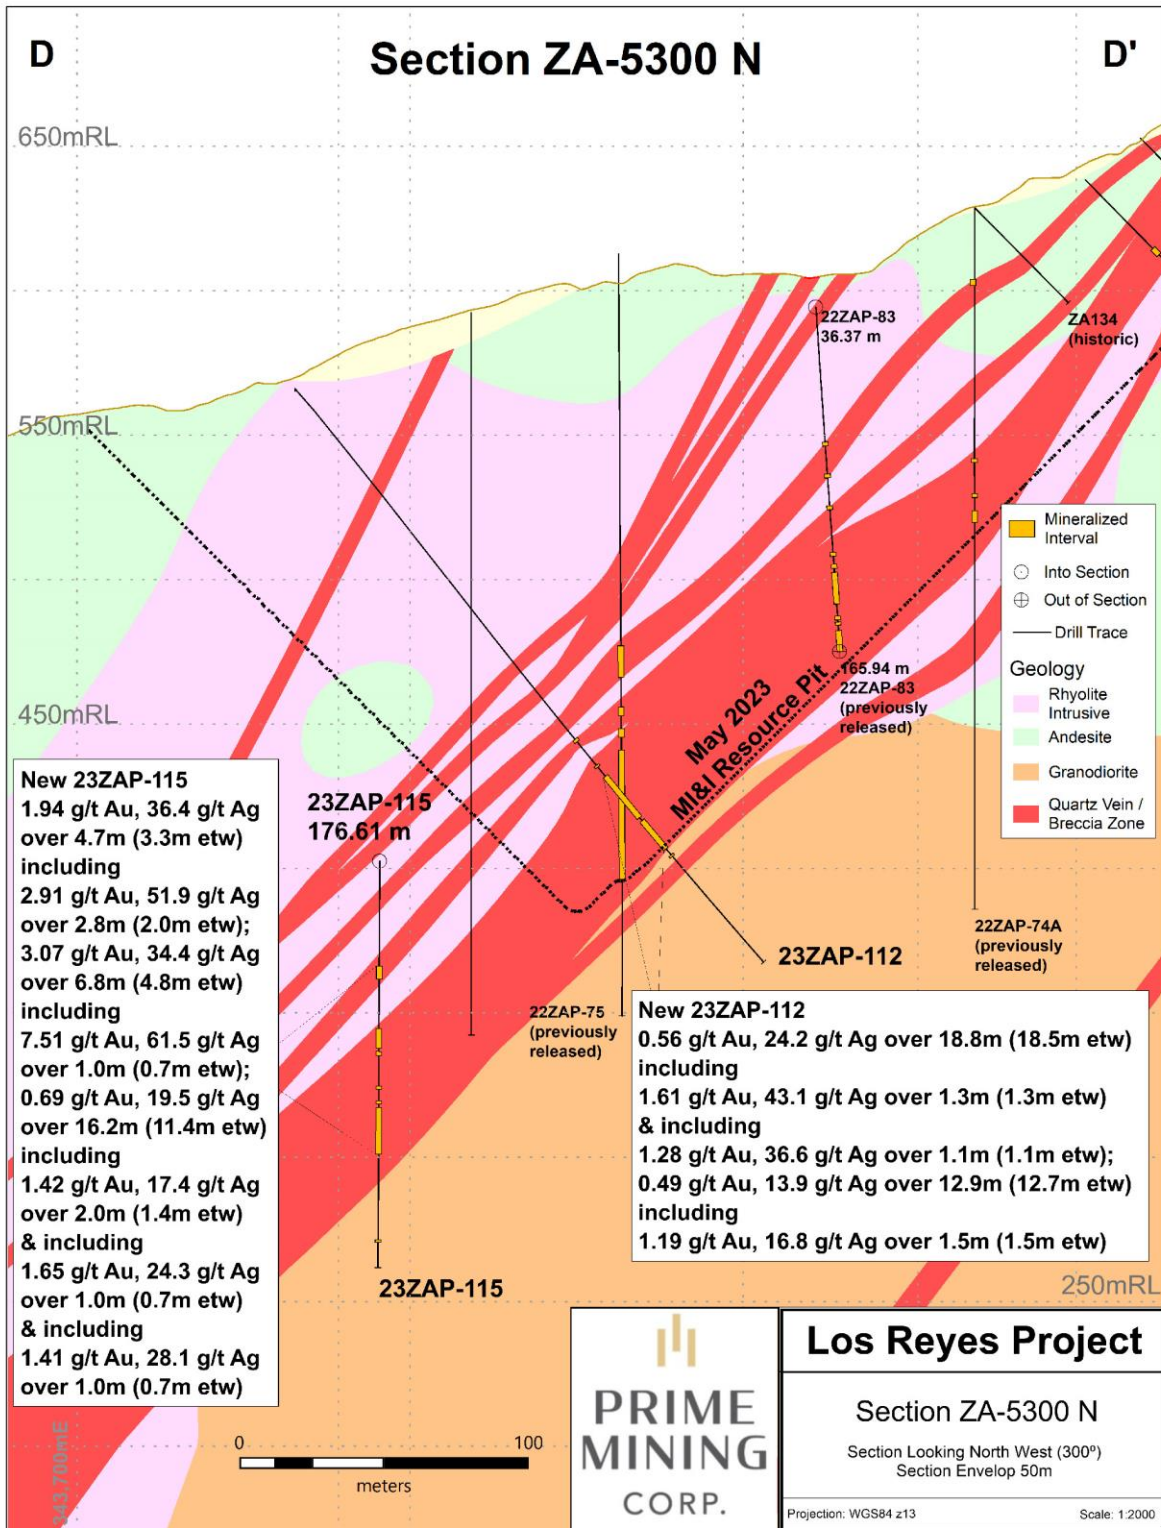 D
Section ZA-5300 N
D'
650mRL
22ZAP-83
36.37 m
ZA134
(historic)
550mRL
Mineralized
Interval
Into Section
Out of Section
Drill Trace
Geology
Rhyolite
Intrusive
Andesite
Granodiorite
Quartz Vein /
Breccia Zone
165.94 m
22ZAP-83
(previously
released)
May 2023
MI&I Resource Pit
450mRL
23ZAP-115
176.61 m
New 23ZAP-115
1.94 g/t Au, 36.4 g/t Ag
over 4.7m (3.3m etw)
including
2.91 g/t Au, 51.9 g/t Ag
over 2.8m (2.0m etw);
3.07 g/t Au, 34.4 g/t Ag
over 6.8m (4.8m etw)
including
7.51 g/t Au, 61.5 g/t Ag
over 1.0m (0.7m etw);
0.69 g/t Au, 19.5 g/t Ag
over 16.2m (11.4m etw)
including
1.42 g/t Au, 17.4 g/t Ag
over 2.0m (1.4m etw)
& including
1.65 g/t Au, 24.3 g/t Ag
over 1.0m (0.7m etw)
& including
1.41 g/t Au, 28.1 g/t Ag
over 1.0m (0.7m etw)
23ZAP-112
22ZAP-74A
(previously
released)
22ZAP-75
(previously
released)
New 23ZAP-112
0.56 g/t Au, 24.2 g/t Ag over 18.8m (18.5m etw)
including
1.61 g/t Au, 43.1 g/t Ag over 1.3m (1.3m etw)
& including
1.28 g/t Au, 36.6 g/t Ag over 1.1m (1.1m etw);
0.49 g/t Au, 13.9 g/t Ag over 12.9m (12.7m etw)
including
1.19 g/t Au, 16.8 g/t Ag over 1.5m (1.5m etw)
23ZAP-115
250mRL
343,700mE
0 100
meters
PRIME
MINING
CORP.
Los Reyes Project
Section ZA-5300 N
Section Looking North West (300º)
Section Envelop 50m
Projection: WGS84 z13 Scale: 1:2000